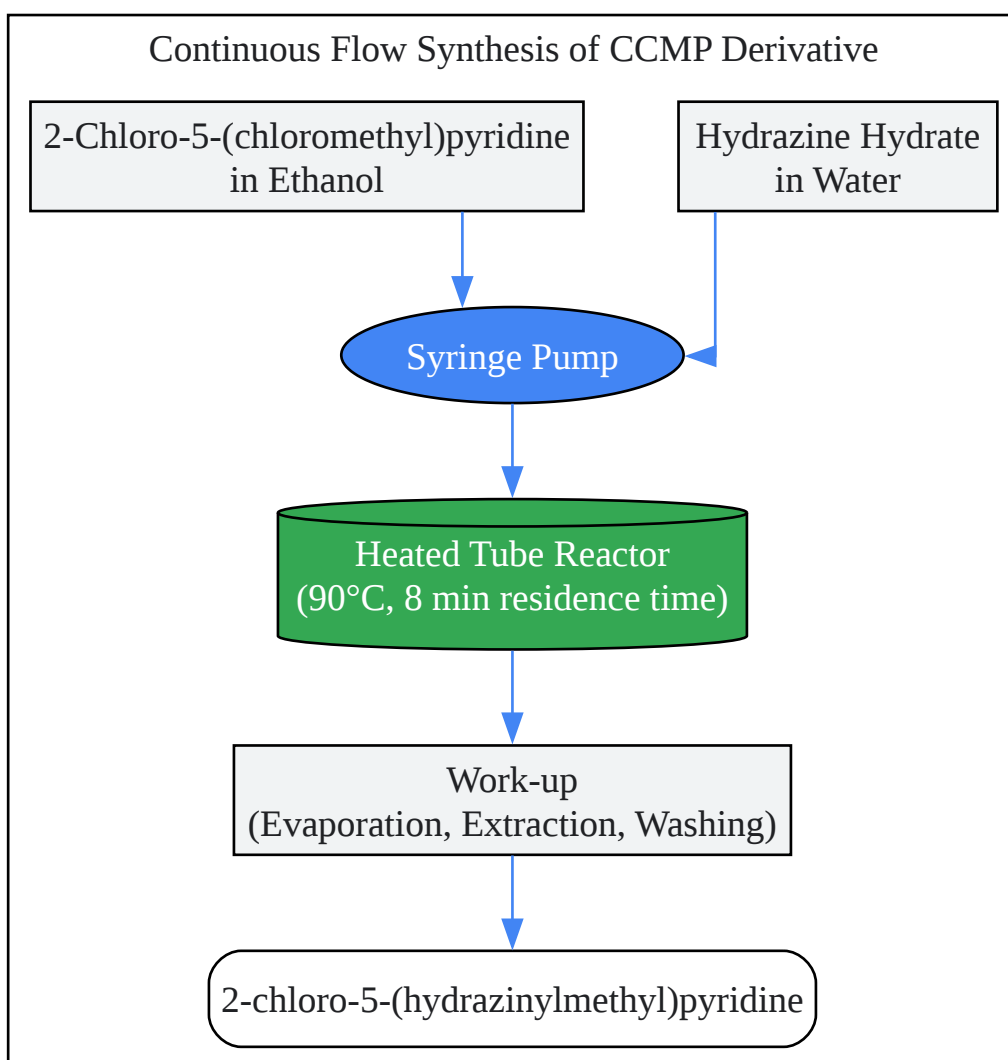 Continuous Flow Synthesis of CCMP Derivative
2-Chloro-5-(chloromethyl)pyridine
in Ethanol
Hydrazine Hydrate
in Water
Syringe Pump
Heated Tube Reactor
(90°C, 8 min residence time)
Work-up
(Evaporation, Extraction, Washing)
2-chloro-5-(hydrazinylmethyl)pyridine